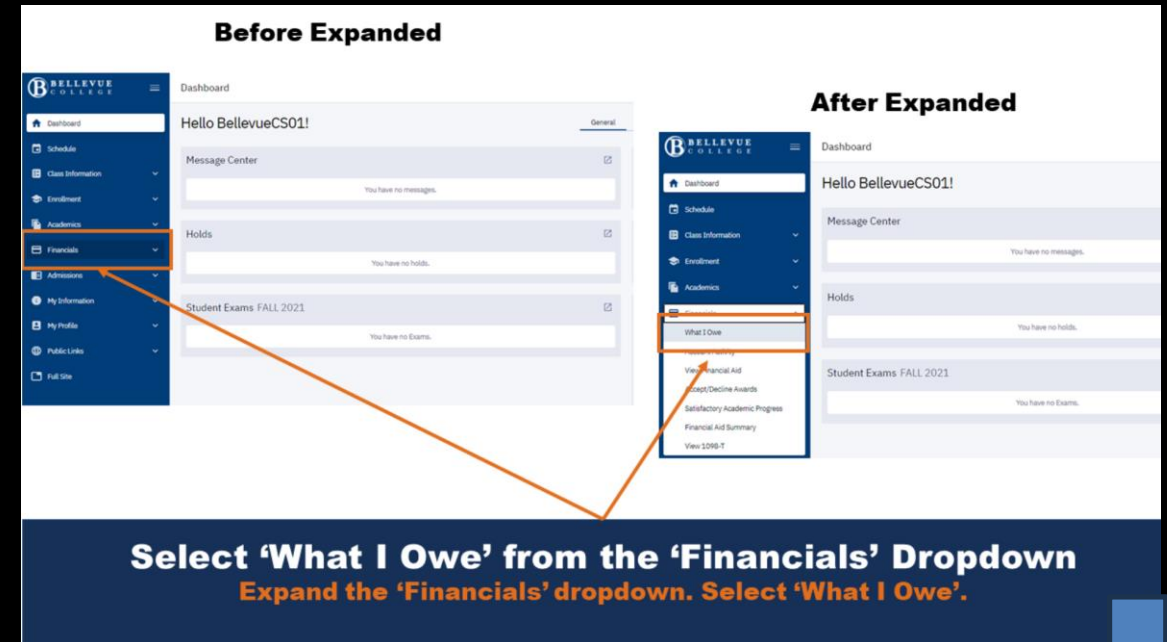 Before Expanded
BELLEVUE
COLLEGE
Dashboard
Dashboard
Schedule
Class Information
Enrollment
Academics
Financials
Admissions
My Information
My Profile
Public Links
Full Site
Hello BellevueCS01!
General
Message Center
You have no messages.
Holds
You have no holds.
Student Exams FALL 2021
You have no Exams.
After Expanded
BELLEVUE
COLLEGE
Dashboard
Dashboard
Schedule
Class Information
Enrollment
Academics
What I Owe
View Financial Aid
Accept/Decline Awards
Satisfactory Academic Progress
Financial Aid Summary
View 1098-T
Hello BellevueCS01!
Message Center
You have no messages.
Holds
You have no holds.
Student Exams FALL 2021
You have no Exams.
Select ‘What I Owe’ from the ‘Financials’ Dropdown
Expand the ‘Financials’ dropdown. Select ‘What I Owe’.